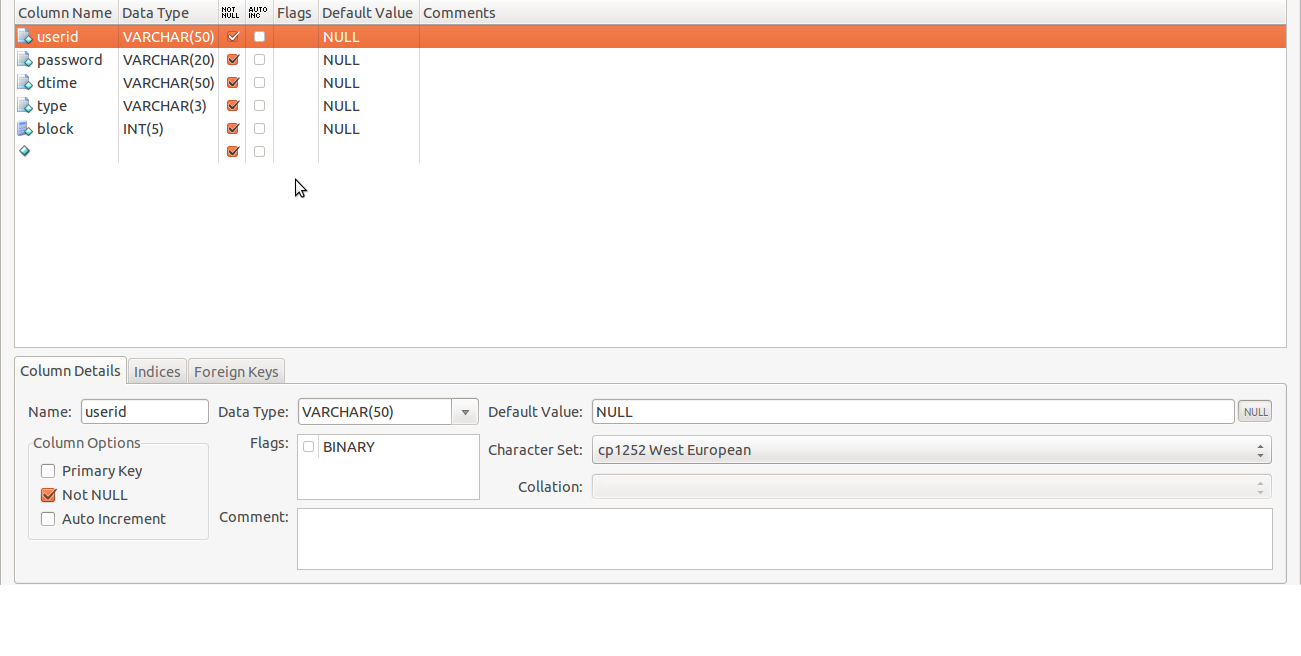 Column Name Data Type NOT NULL AUTO INC Flags Default Value Comments
userid VARCHAR(50) NULL
password VARCHAR(20) NULL
dtime VARCHAR(50) NULL
type VARCHAR(3) NULL
block INT(5) NULL
Column Details Indices Foreign Keys
Name: userid Data Type: VARCHAR(50) Default Value: NULL NULL
Column Options Flags: BINARY Character Set: cp1252 West European
Primary Key
Not NULL Collation:
Auto Increment Comment: